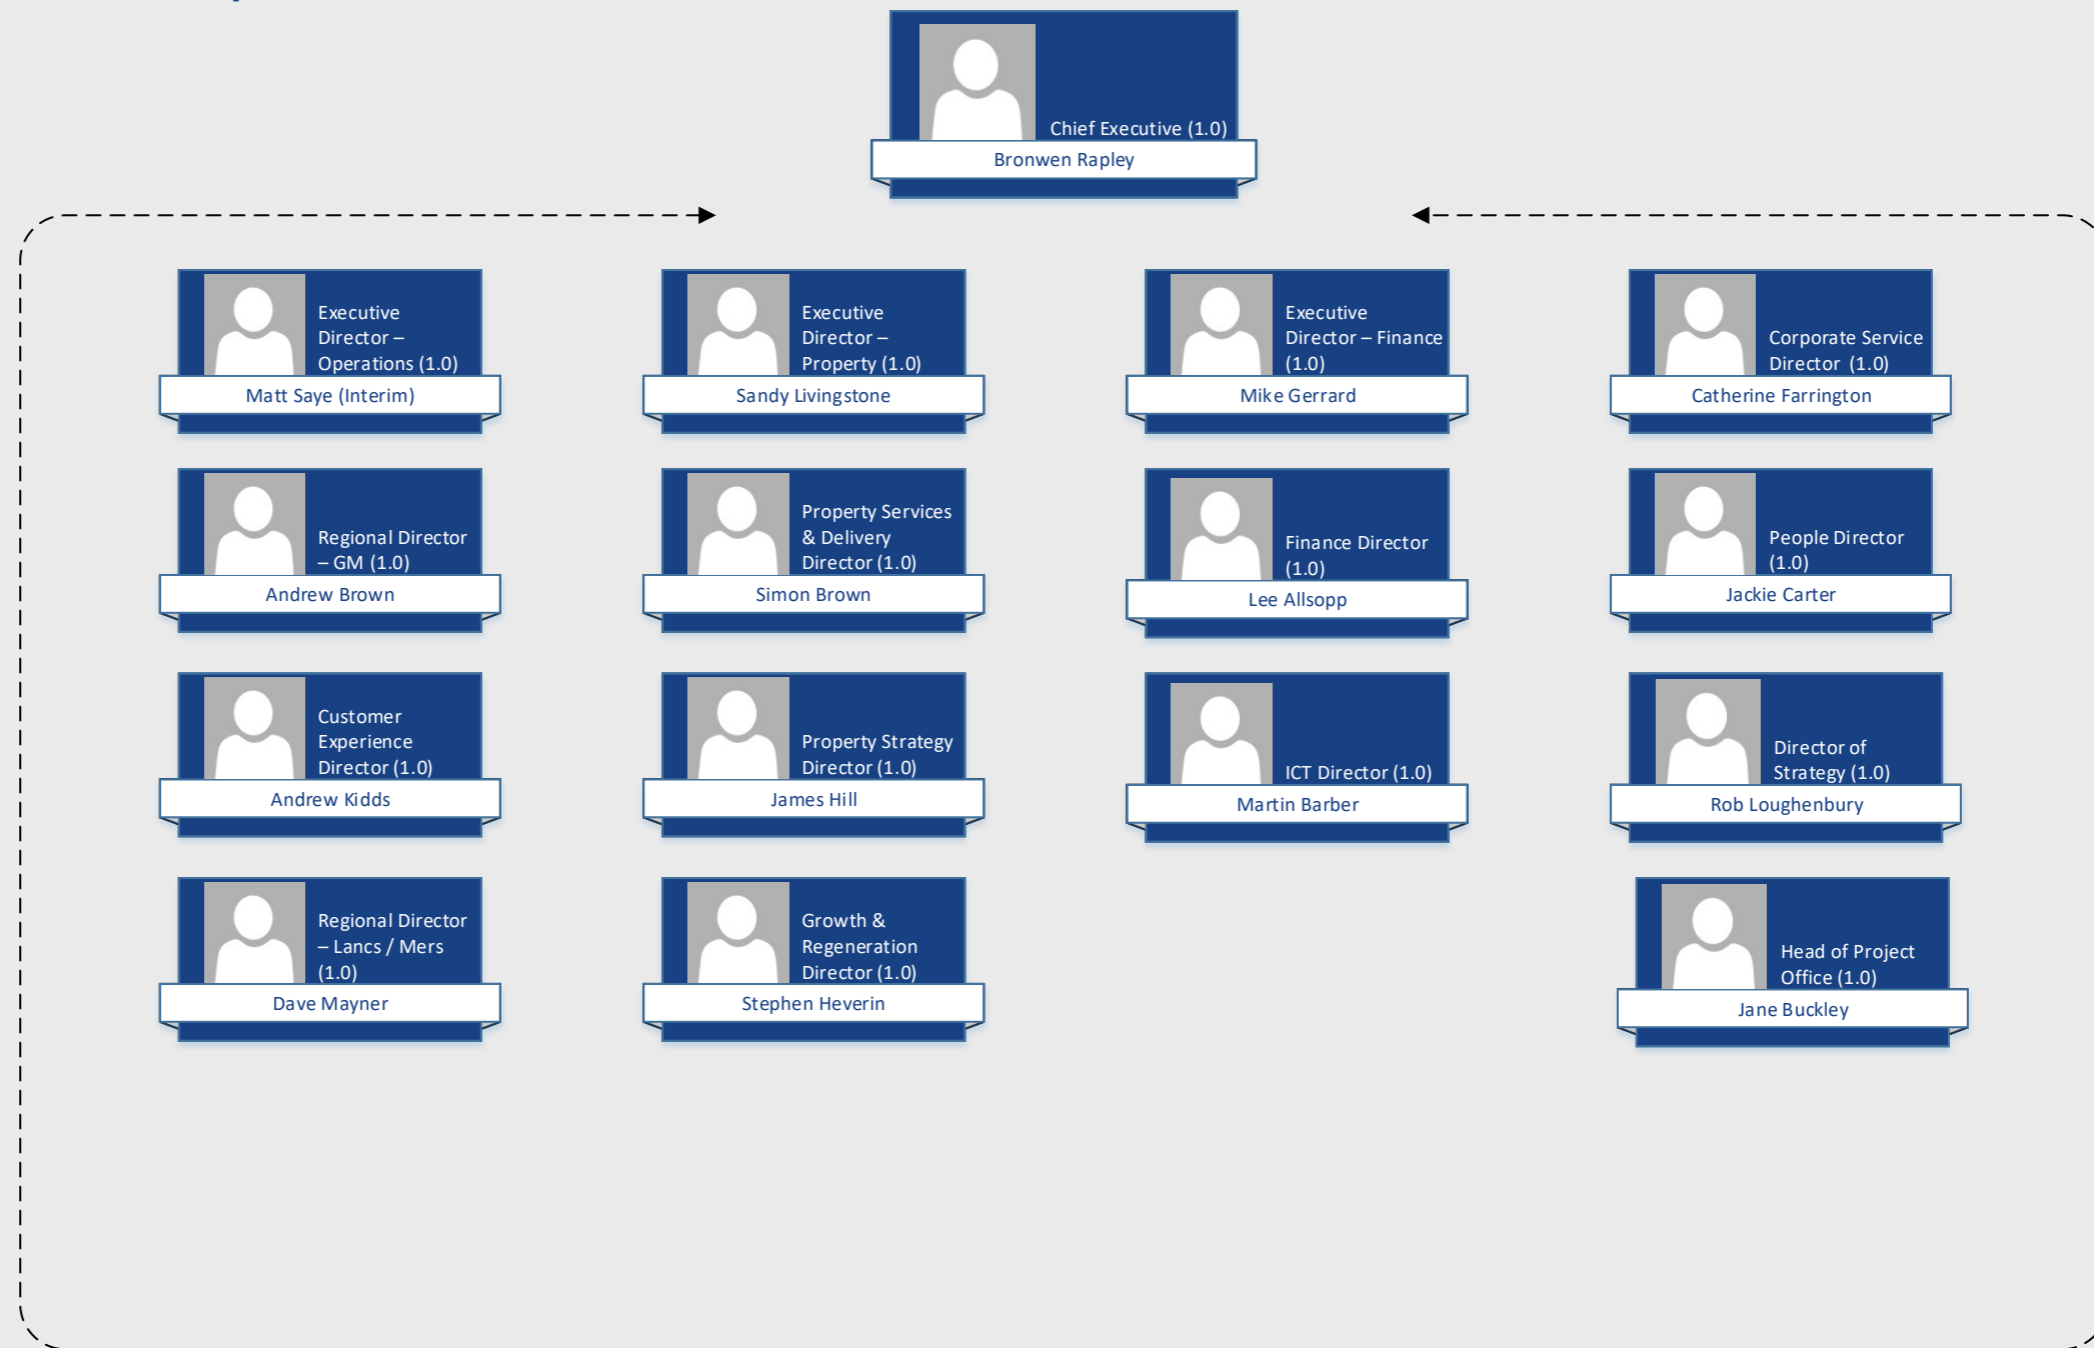 Chief Executive (1.0)
Bronwen Rapley
Executive
Director –
Operations (1.0)
Matt Saye (Interim)
Executive
Director –
Property (1.0)
Sandy Livingstone
Executive
Director – Finance
(1.0)
Mike Gerrard
Corporate Service
Director (1.0)
Catherine Farrington
Regional Director
– GM (1.0)
Andrew Brown
Property Services
& Delivery
Director (1.0)
Simon Brown
Finance Director
(1.0)
Lee Allsopp
People Director
(1.0)
Jackie Carter
Customer
Experience
Director (1.0)
Andrew Kidds
Property Strategy
Director (1.0)
James Hill
ICT Director (1.0)
Martin Barber
Director of
Strategy (1.0)
Rob Loughenbury
Regional Director
– Lancs / Mers
(1.0)
Dave Mayner
Growth &
Regeneration
Director (1.0)
Stephen Heverin
Head of Project
Office (1.0)
Jane Buckley